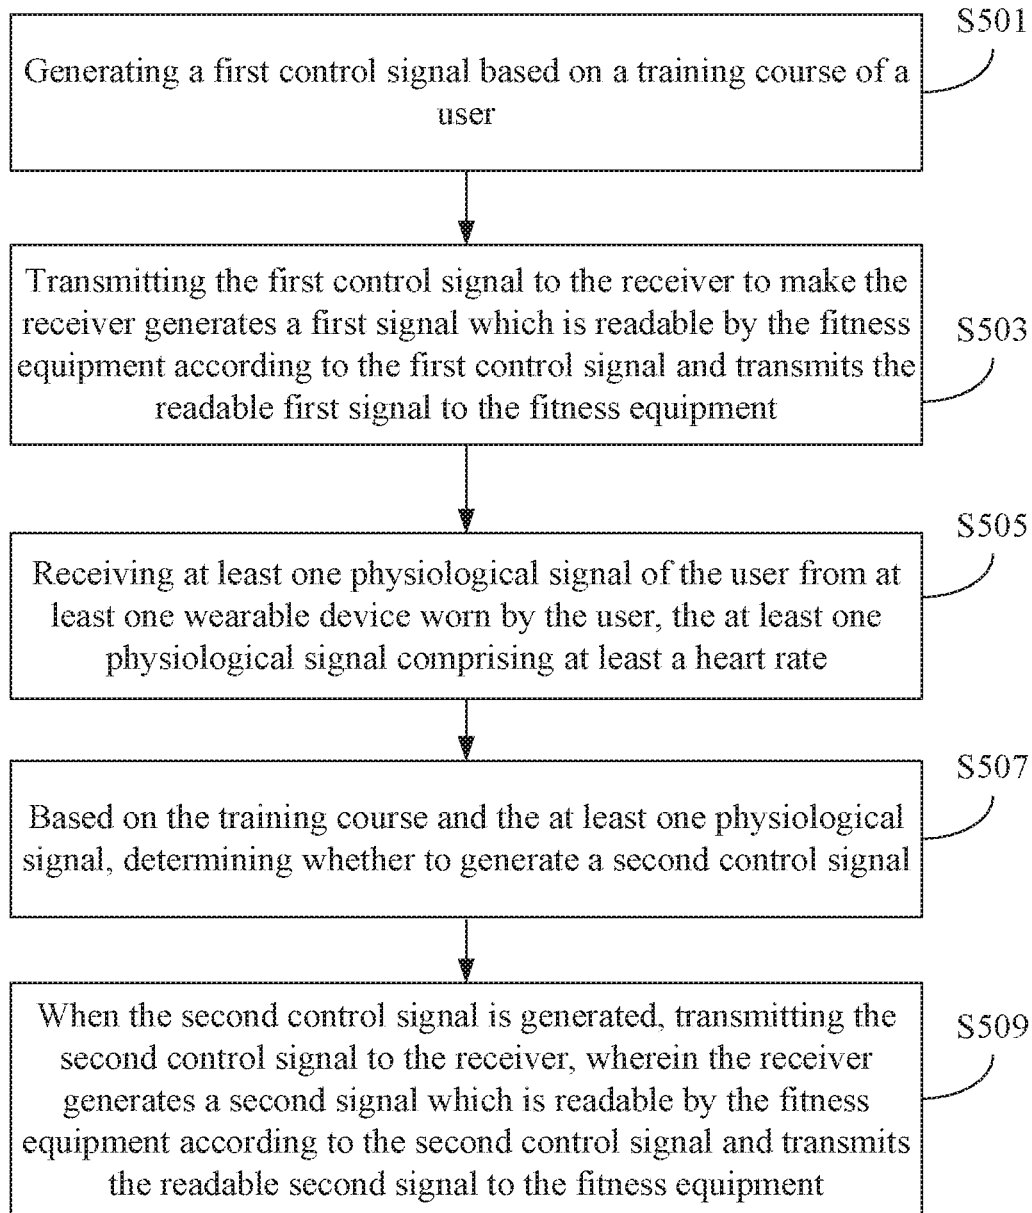 S501
Generating a first control signal based on a training course of a
user
Transmitting the first control signal to the receiver to make the
receiver generates a first signal which is readable by the fitness
equipment according to the first control signal and transmits the
readable first signal to the fitness equipment
S503
S505
Receiving at least one physiological signal of the user from at
least one wearable device worn by the user, the at least one
physiological signal comprising at least a heart rate
S507
Based on the training course and the at least one physiological
signal, determining whether to generate a second control signal
When the second control signal is generated, transmitting the
second control signal to the receiver, wherein the receiver
generates a second signal which is readable by the fitness
equipment according to the second control signal and transmits
the readable second signal to the fitness equipment
S509